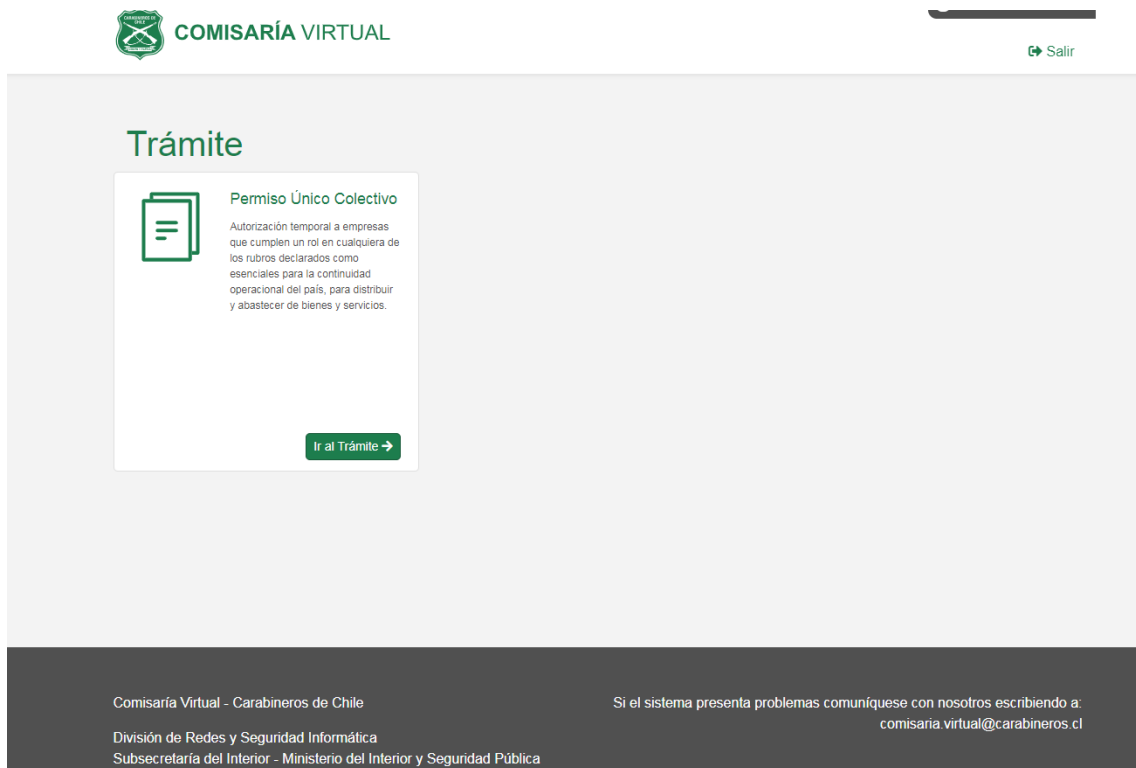 CARABINEROS DE
CHILE
COMISARÍA VIRTUAL
Salir
Trámite
Permiso Único Colectivo
Autorización temporal a empresas
que cumplen un rol en cualquiera de
los rubros declarados como
esenciales para la continuidad
operacional del país, para distribuir
y abastecer de bienes y servicios.
Ir al Trámite
Comisaría Virtual - Carabineros de Chile
División de Redes y Seguridad Informática
Subsecretaría del Interior - Ministerio del Interior y Seguridad Pública
Si el sistema presenta problemas comuníquese con nosotros escribiendo a:
comisaria.virtual@carabineros.cl